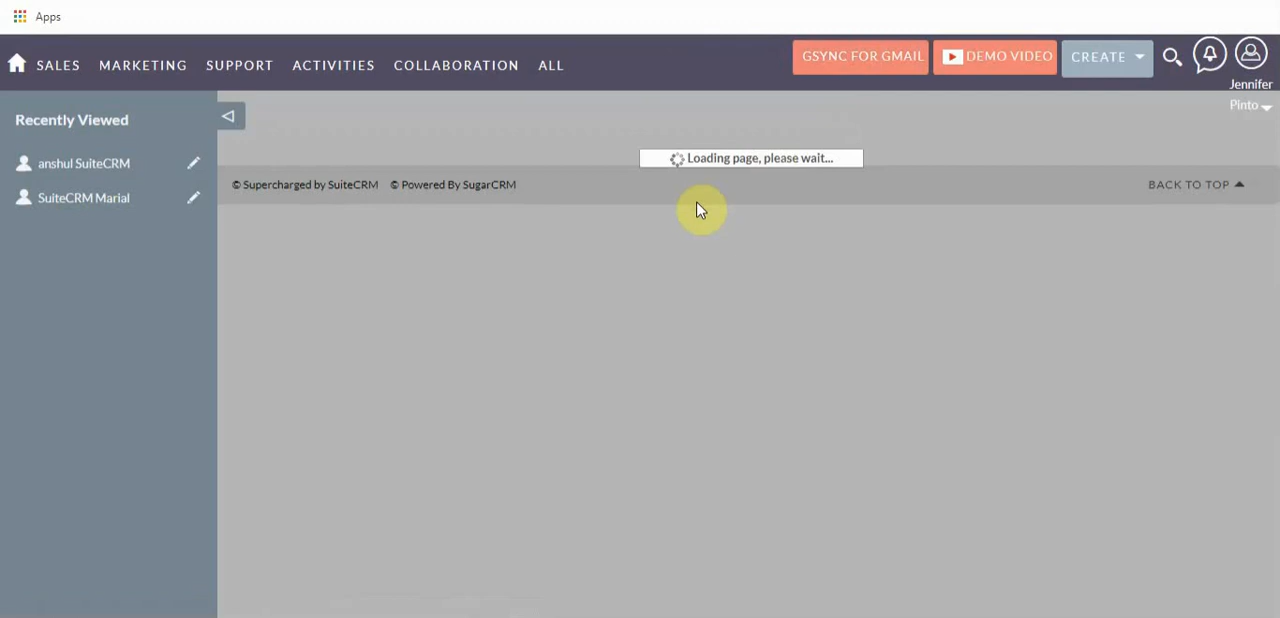 Apps
SALES MARKETING SUPPORT ACTIVITIES COLLABORATION ALL GSYNC FOR GMAIL DEMO VIDEO CREATE
Jennifer
Pinto
Recently Viewed
anshul SuiteCRM
SuiteCRM Marial
Loading page, please wait...
© Supercharged by SuiteCRM © Powered By SugarCRM BACK TO TOP